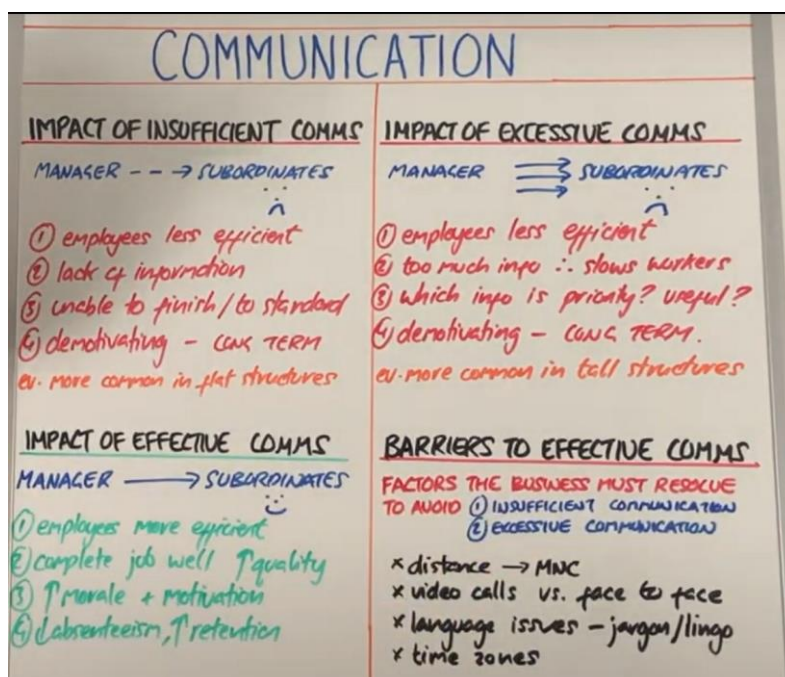 COMMUNICATION
IMPACT OF INSUFFICIENT COMMS
MANAGER - - → SUBORDINATES
① employees less efficient
② lack of information
③ unable to finish/to standard
④ demotivating - LONG TERM
ev. more common in flat structures
IMPACT OF EXCESSIVE COMMS
MANAGER → SUBORDINATES
① employees less efficient
② too much info ∴ slows workers
③ which info is priority? useful?
④ demotivating - LONG TERM.
ev. more common in tall structures
IMPACT OF EFFECTIVE COMMS
MANAGER → SUBORDINATES
① employees more efficient
② complete job well ↑quality
③ ↑morale + motivation
④ ↓absenteeism, ↑retention
BARRIERS TO EFFECTIVE COMMS
FACTORS THE BUSINESS MUST RESOLVE
TO AVOID ① INSUFFICIENT COMMUNICATION
② EXCESSIVE COMMUNICATION
× distance → MNC
× video calls vs. face to face
× language issues - jargon/lingo
× time zones